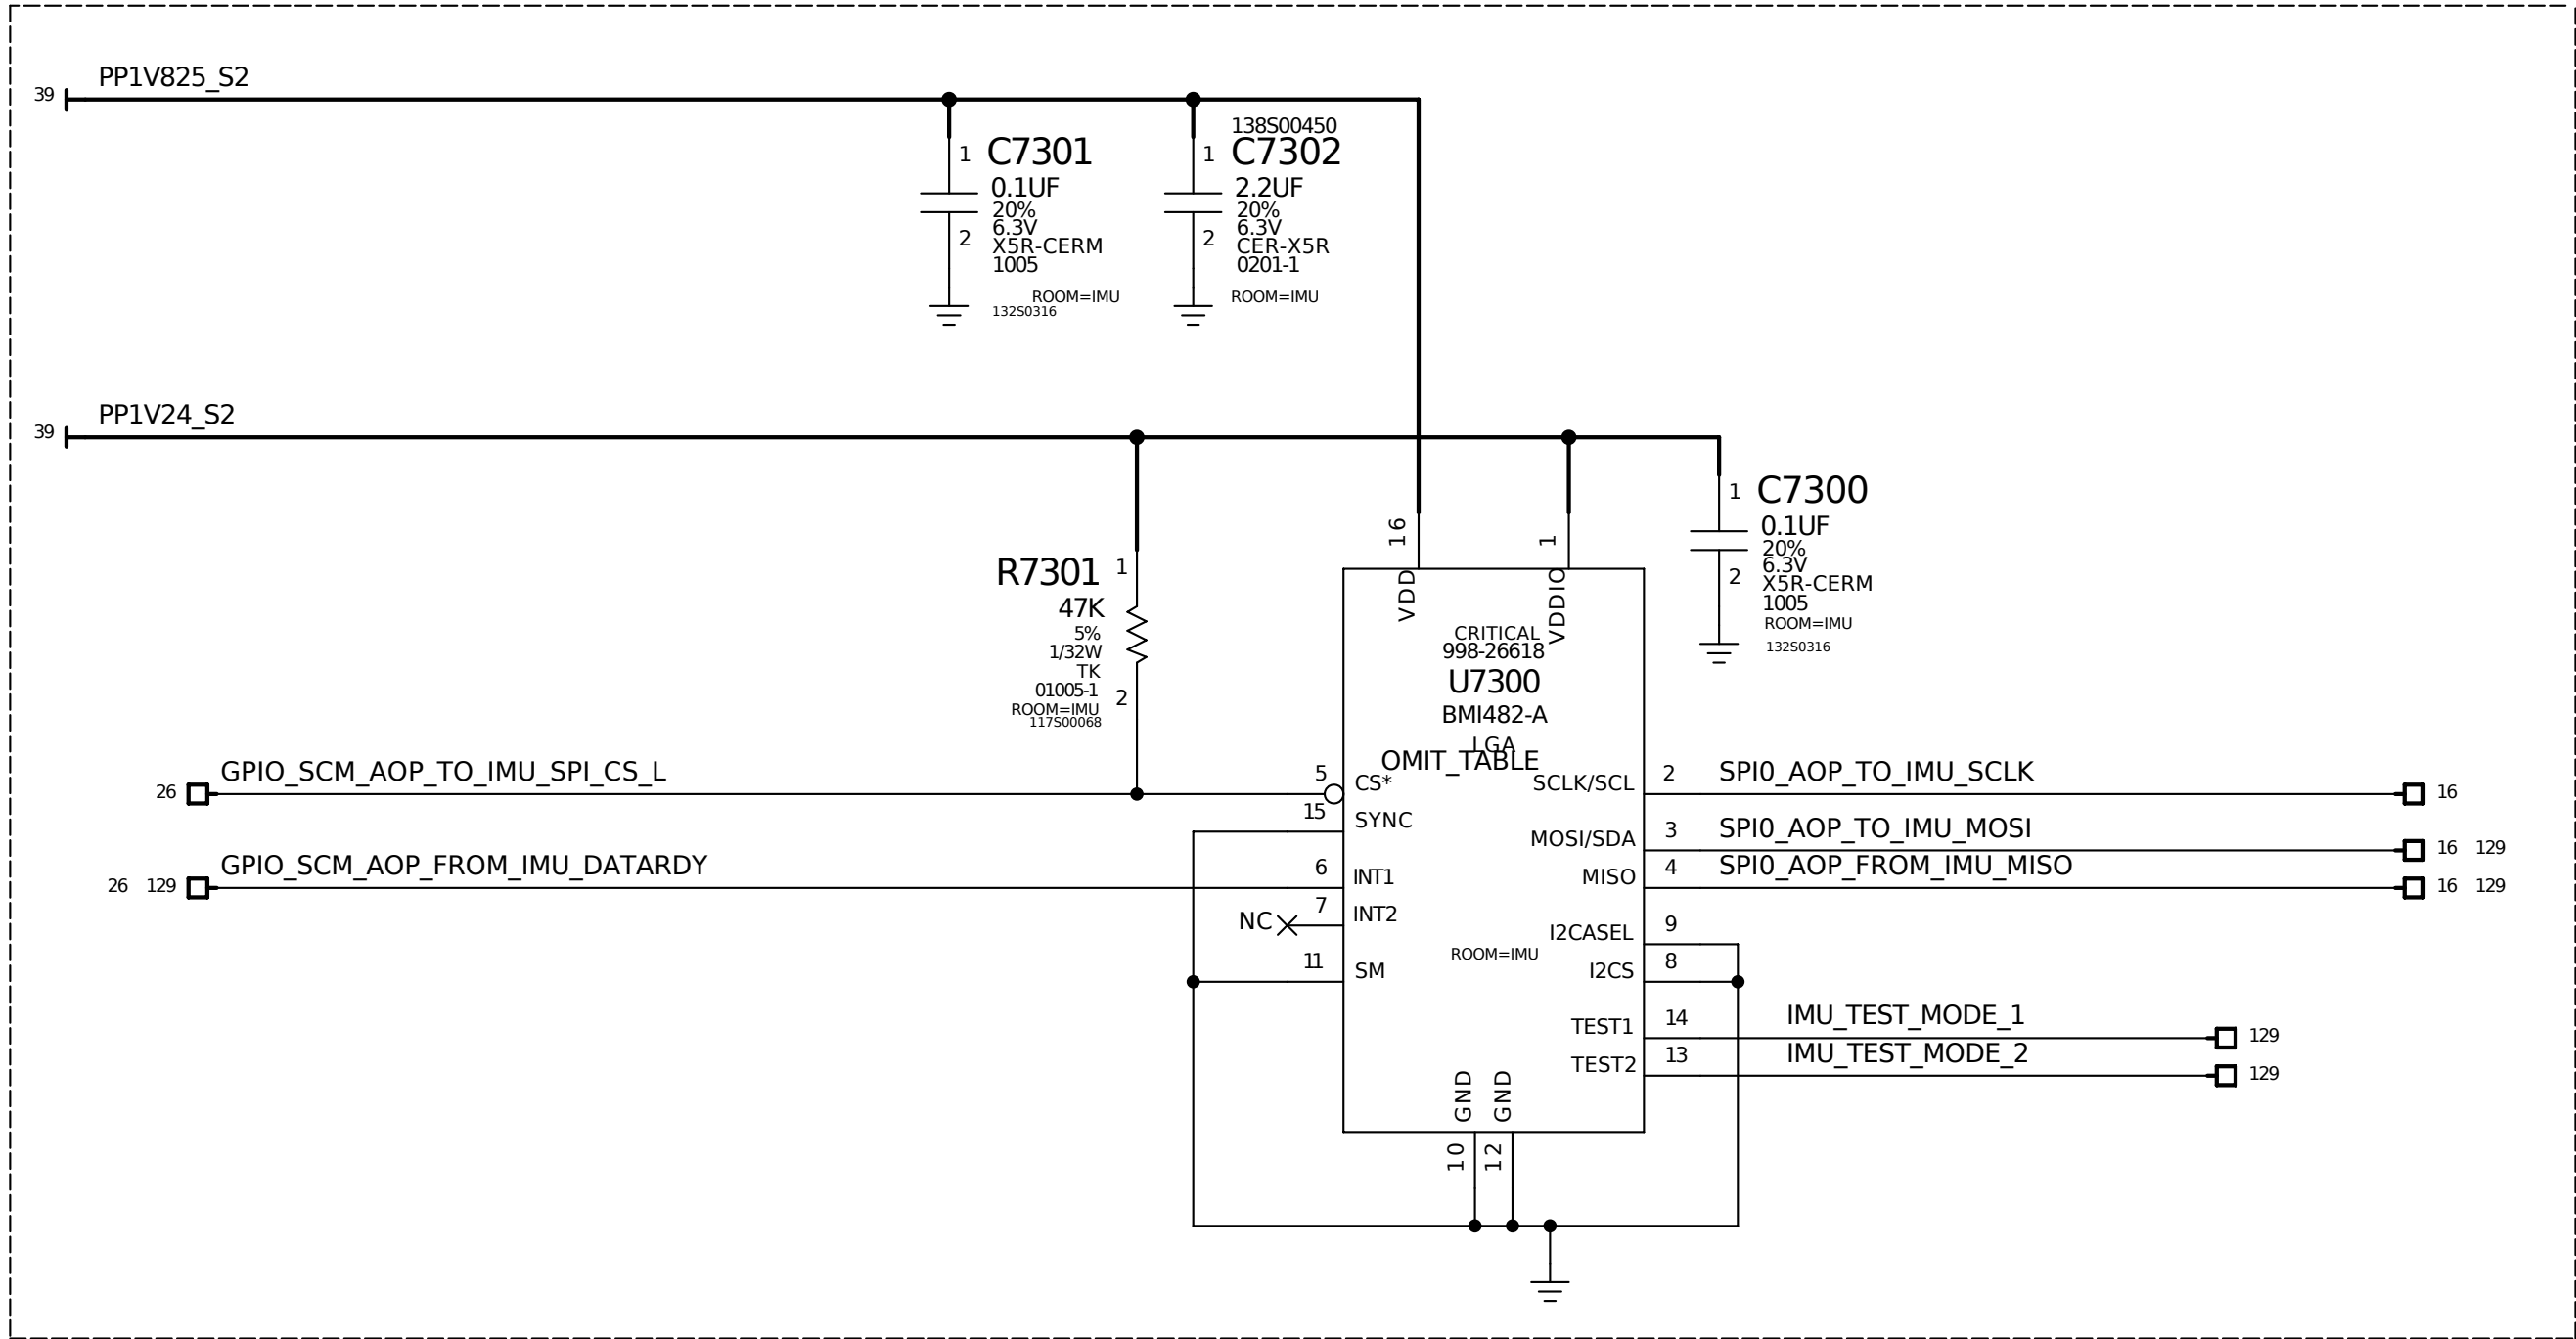 PP1V825_S2
39
138S00450
1 C7301
0.1UF
20%
6.3V
2
X5R-CERM
1005
ROOM=IMU
132S0316
1 C7302
2.2UF
20%
6.3V
2
CER-X5R
0201-1
ROOM=IMU
PP1V24_S2
39
1 C7300
0.1UF
20%
6.3V
2
X5R-CERM
1005
ROOM=IMU
132S0316
R7301 1
47K
5%
1/32W
TK
01005-1
2
ROOM=IMU
117S00068
16
1
VDD
VDDIO
CRITICAL
998-26618
U7300
BMI482-A
LGA
OMIT_TABLE
26 GPIO_SCM_AOP_TO_IMU_SPI_CS_L
5 CS*
15 SYNC
26 129 GPIO_SCM_AOP_FROM_IMU_DATARDY
6 INT1
NC 7 INT2
11 SM
ROOM=IMU
SCLK/SCL 2 SPI0_AOP_TO_IMU_SCLK 16
MOSI/SDA 3 SPI0_AOP_TO_IMU_MOSI 16 129
MISO 4 SPI0_AOP_FROM_IMU_MISO 16 129
I2CASEL 9
I2CS 8
TEST1 14 IMU_TEST_MODE_1 129
TEST2 13 IMU_TEST_MODE_2 129
GND
GND
10
12